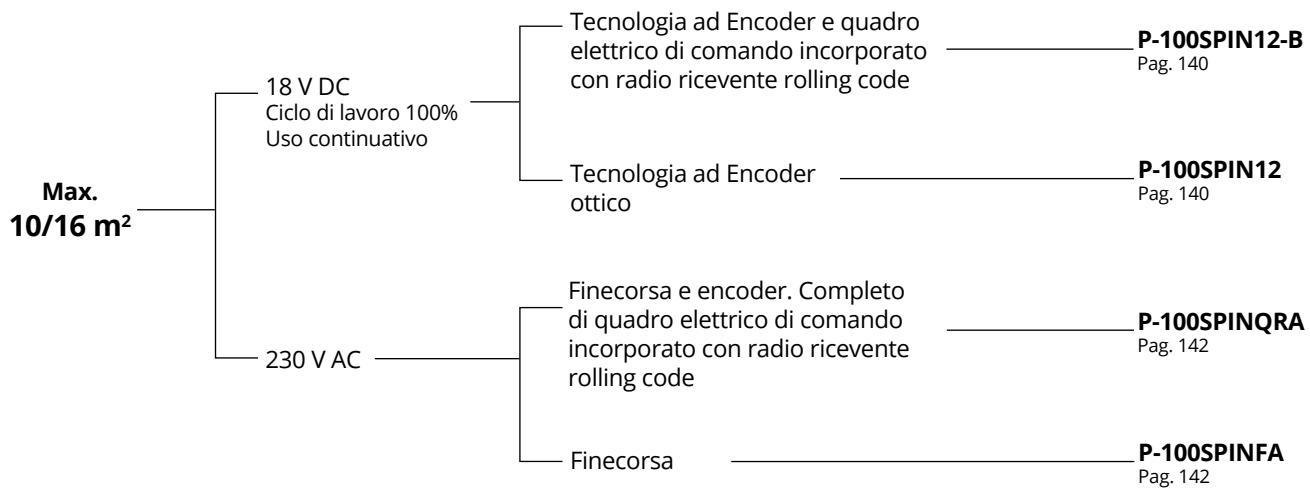 Max.
10/16 m²
18 V DC
Ciclo di lavoro 100%
Uso continuativo
Tecnologia ad Encoder e quadro
elettrico di comando incorporato
con radio ricevente rolling code
P-100SPIN12-B
Pag. 140
Tecnologia ad Encoder
ottico
P-100SPIN12
Pag. 140
230 V AC
Finecorsa e encoder. Completo
di quadro elettrico di comando
incorporato con radio ricevente
rolling code
P-100SPINQRA
Pag. 142
Finecorsa
P-100SPINFA
Pag. 142